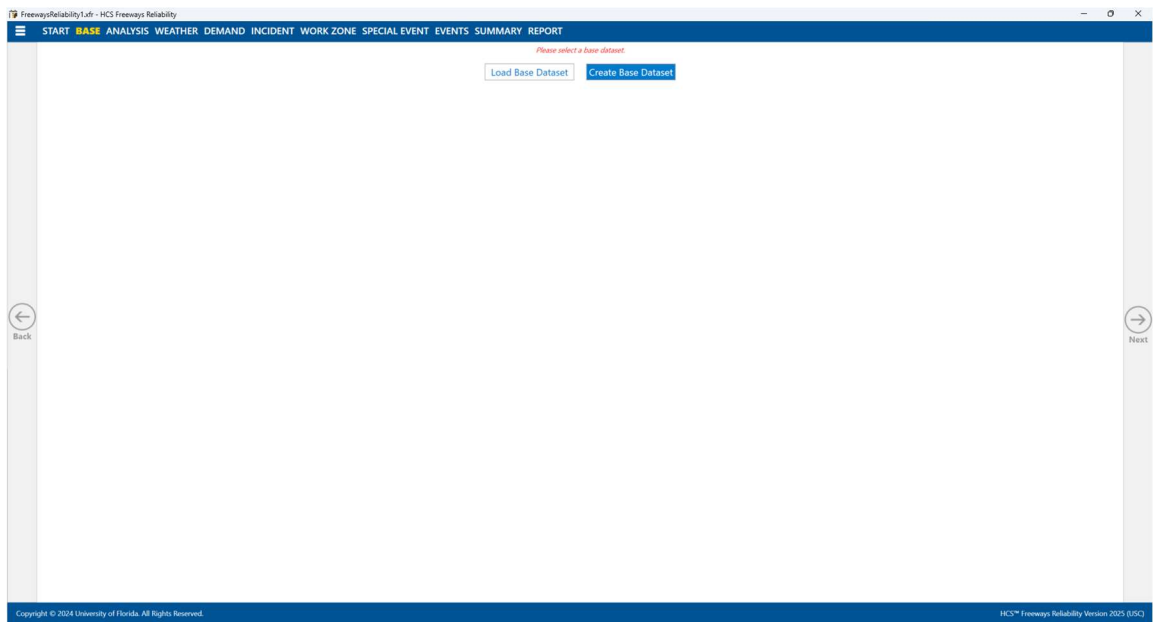 FreewaysReliability1.xfr - HCS Freeways Reliability
START BASE ANALYSIS WEATHER DEMAND INCIDENT WORK ZONE SPECIAL EVENT EVENTS SUMMARY REPORT
Please select a base dataset.
Load Base Dataset Create Base Dataset
Back
Next
Copyright © 2024 University of Florida. All Rights Reserved. HCS™ Freeways Reliability Version 2025 (USC)